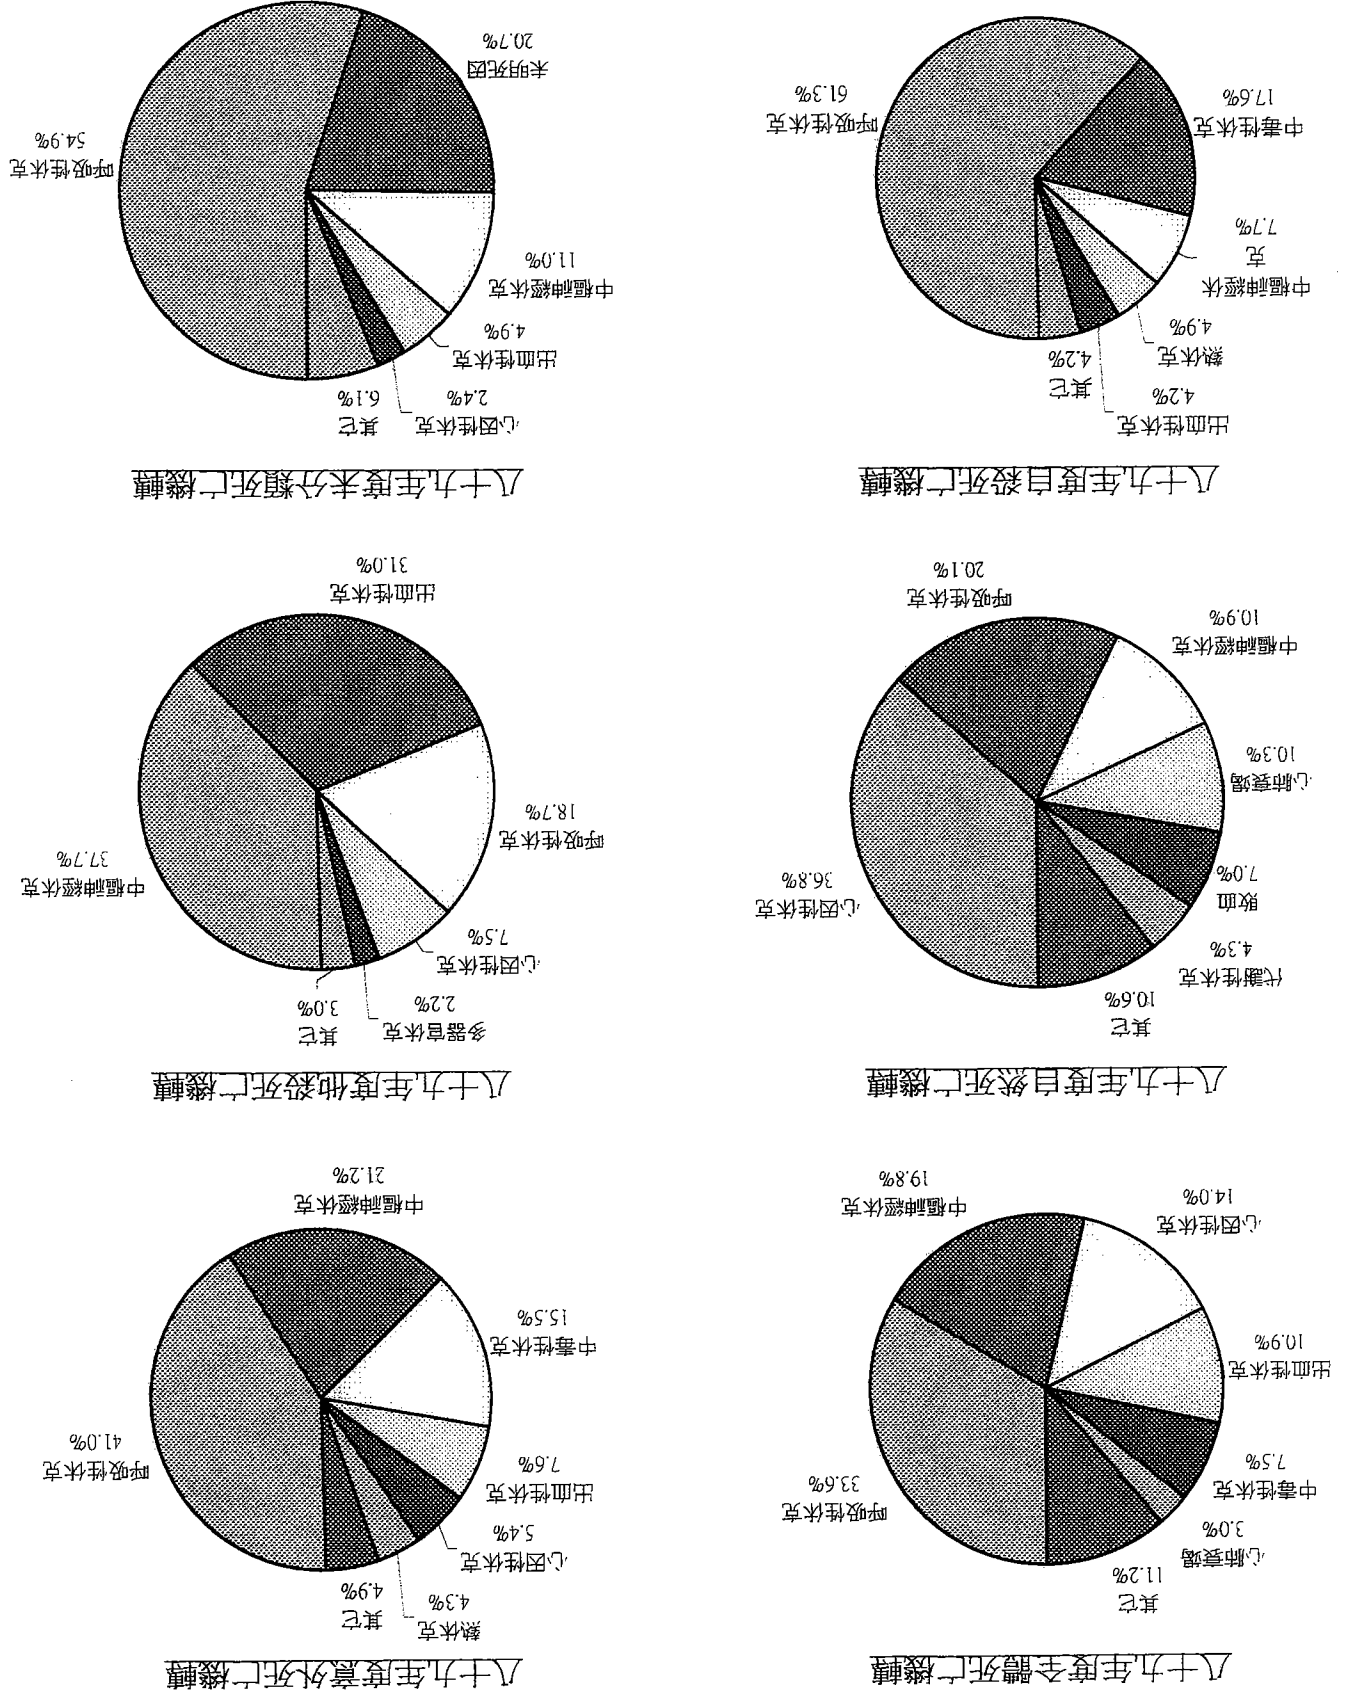 八十九年度全體死亡機轉
其它
11.2%
心肺衰竭
3.0%
中毒性休克
7.5%
呼吸性休克
33.6%
出血性休克
10.9%
心因性休克
14.0%
中樞神經休克
19.8%
八十九年度意外死亡機轉
熱休克
4.3%
其它
4.9%
心因性休克
5.4%
出血性休克
7.6%
呼吸性休克
41.0%
中毒性休克
15.5%
中樞神經休克
21.2%
八十九年度自然死亡機轉
其它
10.6%
代謝性休克
4.3%
敗血
7.0%
心因性休克
36.8%
心肺衰竭
10.3%
中樞神經休克
10.9%
呼吸性休克
20.1%
八十九年度他殺死亡機轉
多器官休克
2.2%
其它
3.0%
心因性休克
7.5%
中樞神經休克
37.7%
呼吸性休克
18.7%
出血性休克
31.0%
八十九年度自殺死亡機轉
出血性休克
4.2%
其它
4.2%
熱休克
4.9%
中樞神經休
克
7.7%
中毒性休克
17.6%
呼吸性休克
61.3%
八十九年度未分類死亡機轉
心因性休克
2.4%
其它
6.1%
出血性休克
4.9%
中樞神經休克
11.0%
呼吸性休克
54.9%
未明死因
20.7%